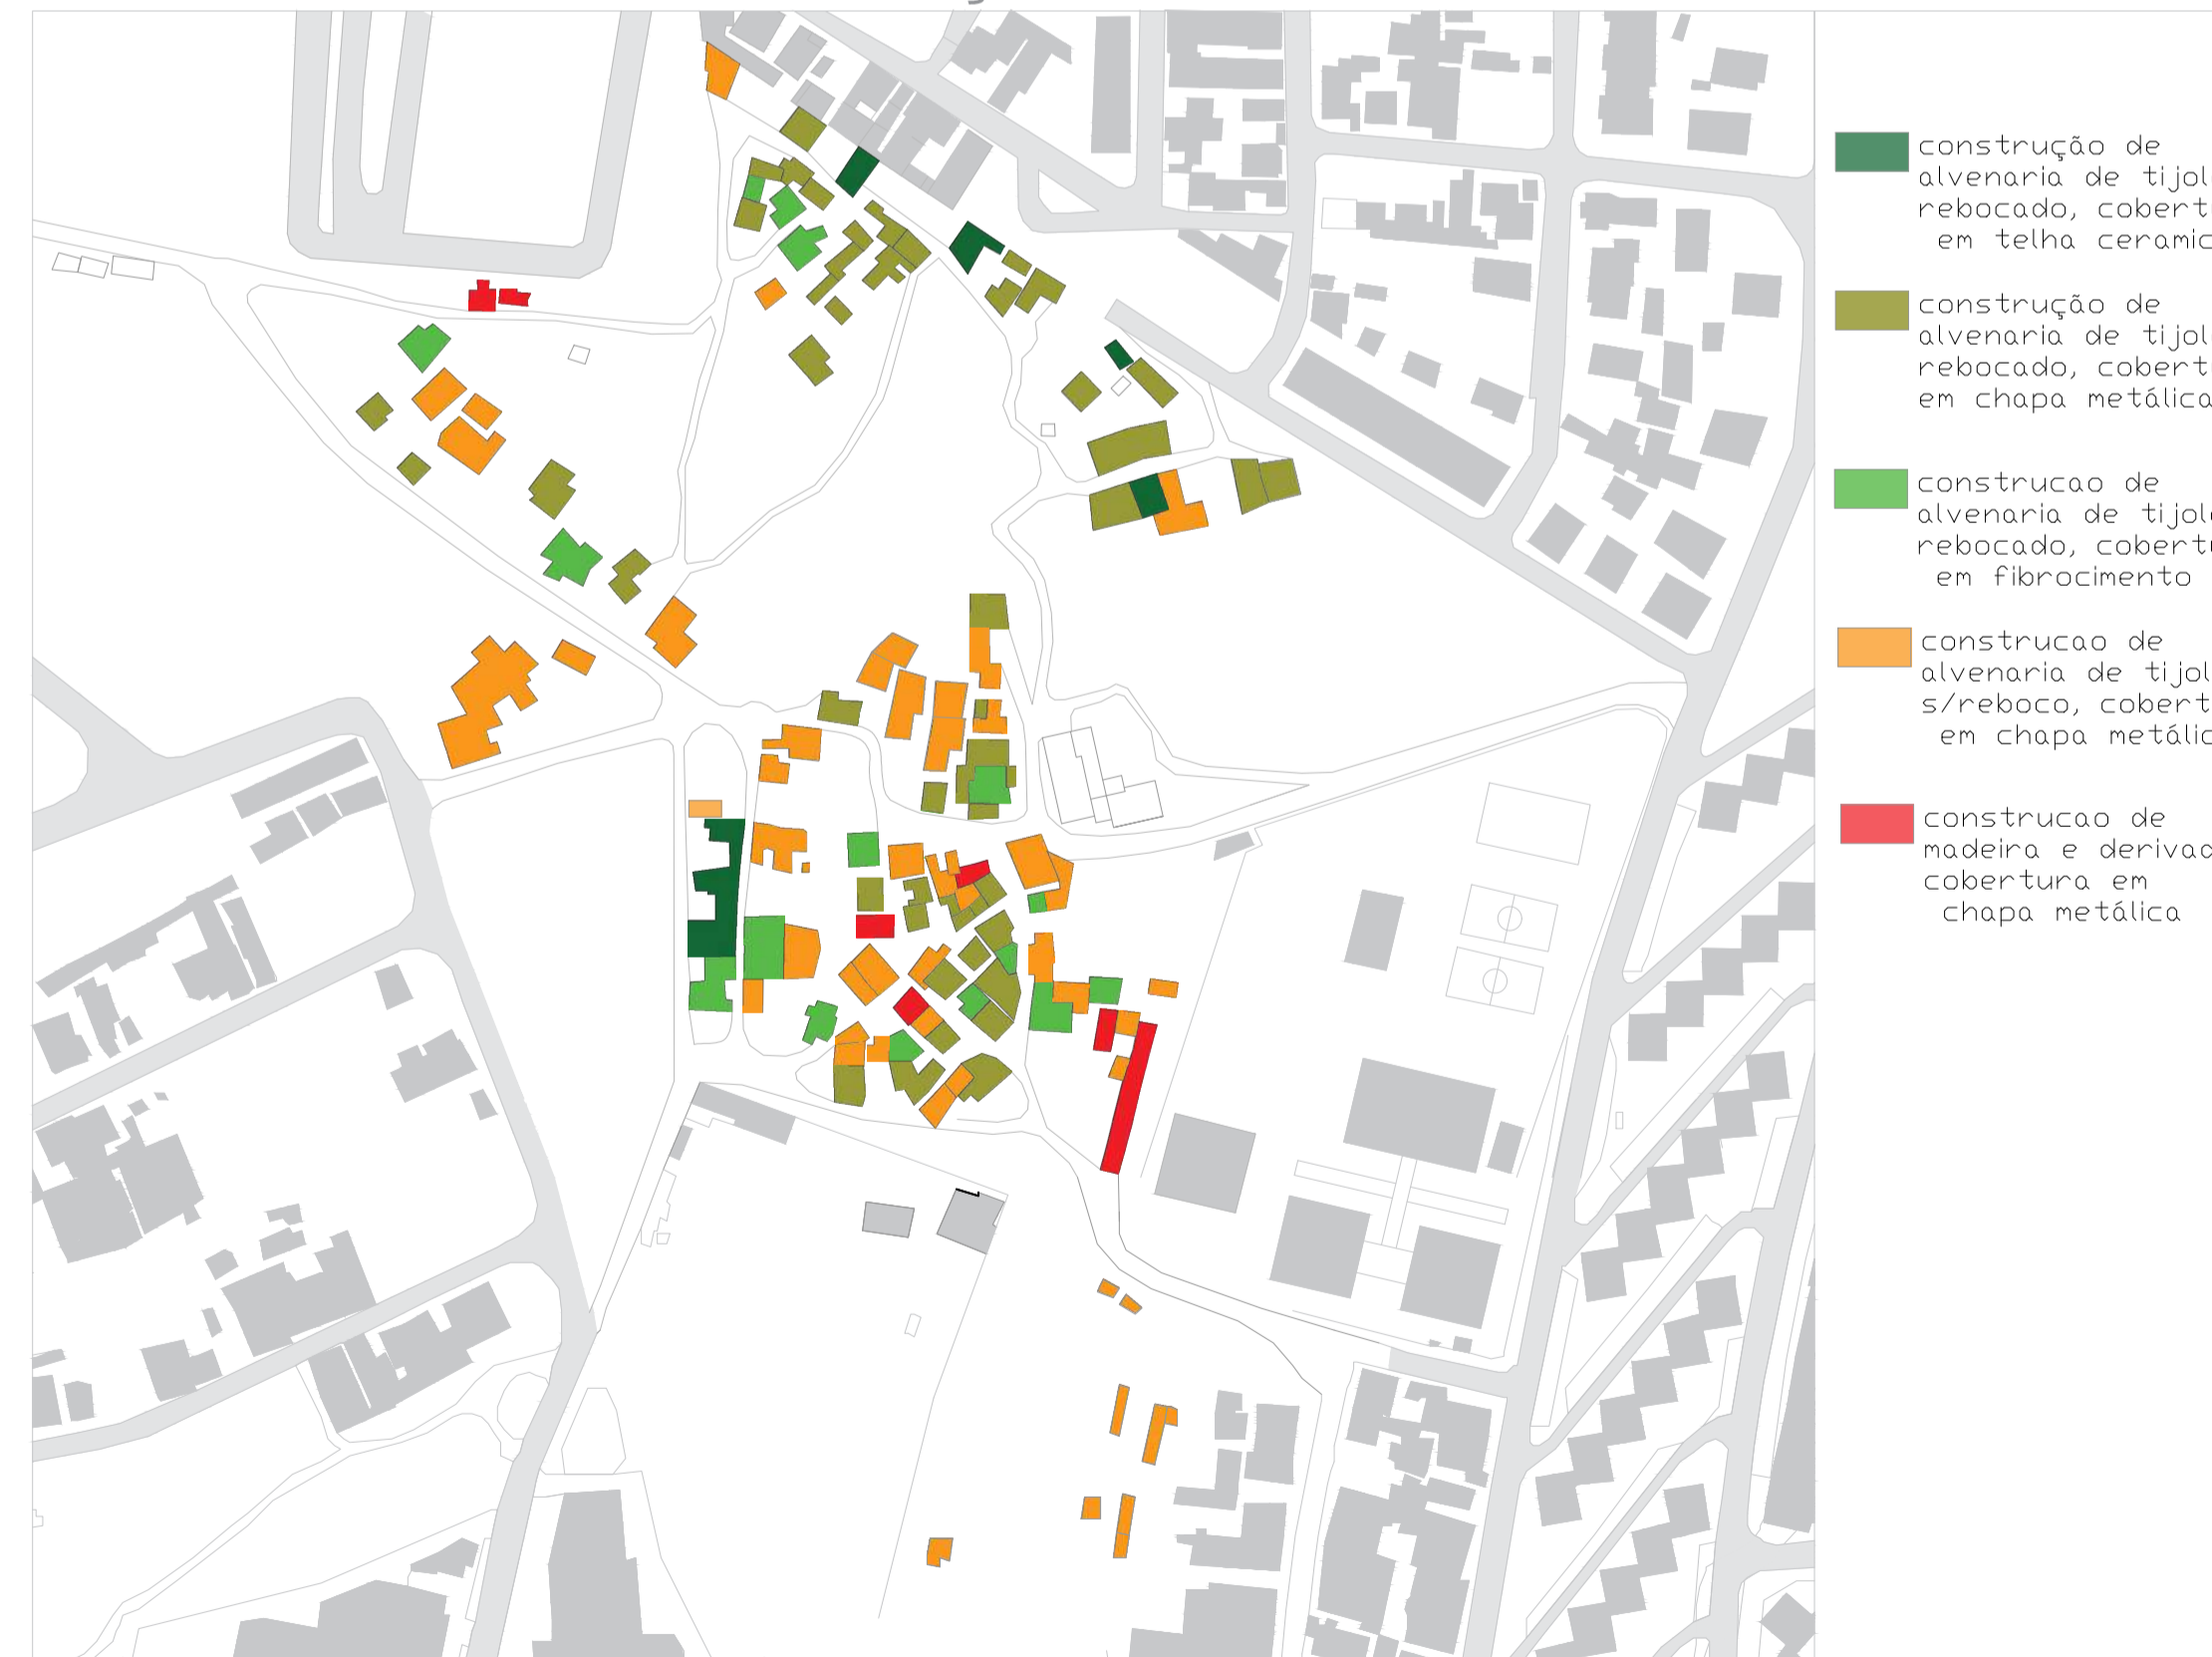 construção de
alvenaria de tijol
rebocado, cobert
em telha ceramic
construção de
alvenaria de tijol
rebocado, cobert
em chapa metálica
construcao de
alvenaria de tijol
rebocado, cobert
em fibrocimento
construcao de
alvenaria de tijol
s/reboco, cobert
em chapa metálic
construcao de
madeira e derivad
cobertura em
chapa metálica